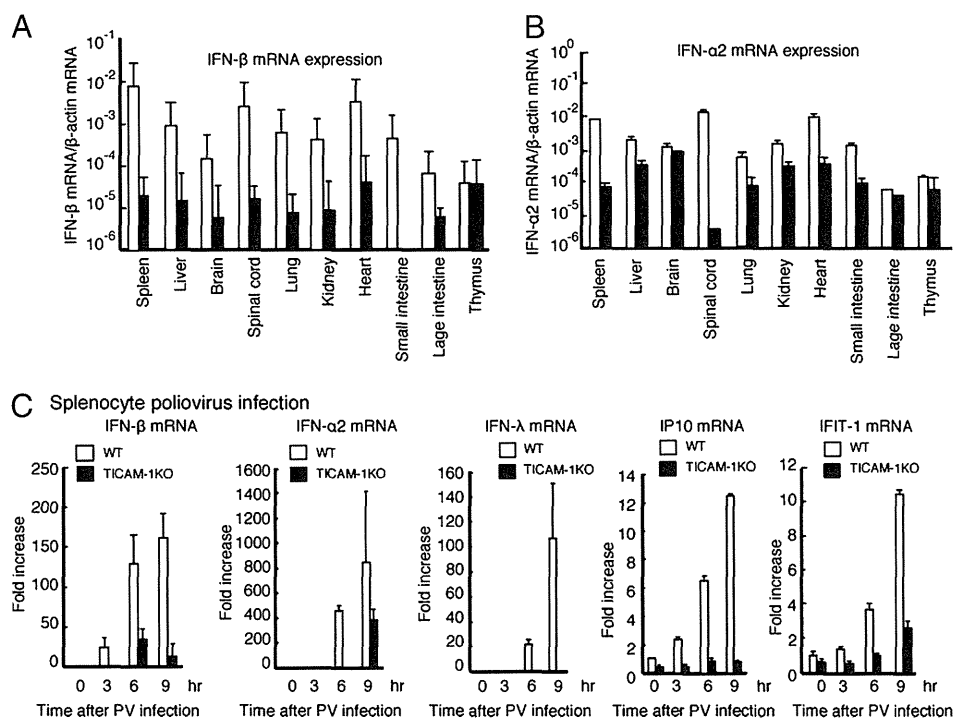 A
IFN-β mRNA expression
IFN-β mRNA/β-actin mRNA
10-1
10-2
10-3
10-4
10-5
10-6
Spleen
Liver
Brain
Spinal cord
Lung
Kidney
Heart
Small intestine
Lage intestine
Thymus
B
IFN-α2 mRNA expression
IFN-α2 mRNA/β-actin mRNA
100
10-1
10-2
10-3
10-4
10-5
10-6
Spleen
Liver
Brain
Spinal cord
Lung
Kidney
Heart
Small intestine
Lage intestine
Thymus
C Splenocyte poliovirus infection
IFN-β mRNA
WT
TICAM-1KO
Fold increase
250
200
150
100
50
0
0 3 6 9 hr
Time after PV infection
IFN-α2 mRNA
WT
TICAM-1KO
Fold increase
1600
1400
1200
1000
800
600
400
200
0
0 3 6 9 hr
Time after PV infection
IFN-λ mRNA
WT
TICAM-1KO
Fold increase
160
140
120
100
80
60
40
20
0
0 3 6 9 hr
Time after PV infection
IP10 mRNA
WT
TICAM-1KO
Fold increase
14
12
10
8
6
4
2
0
0 3 6 9 hr
Time after PV infection
IFIT-1 mRNA
WT
TICAM-1KO
Fold increase
12
10
8
6
4
2
0
0 3 6 9 hr
Time after PV infection